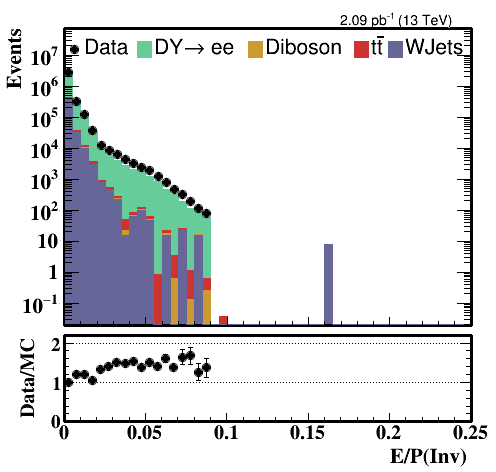 2.09 pb⁻¹ (13 TeV)
Events
Data DY→ ee Diboson tt̄ WJets
10⁷
10⁶
10⁵
10⁴
10³
10²
10
1
10⁻¹
Data/MC
2
1
0
0 0.05 0.1 0.15 0.2 0.25
E/P(Inv)